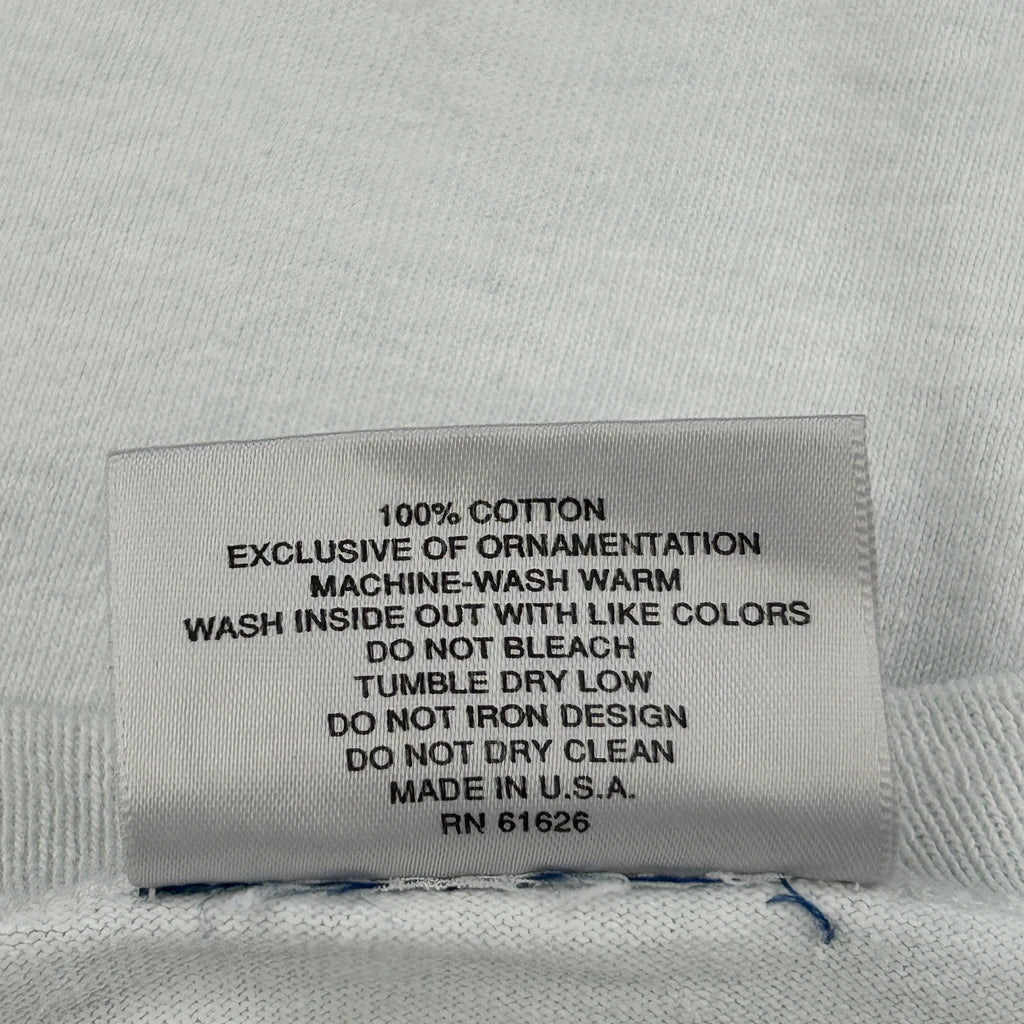 100% COTTON
EXCLUSIVE OF ORNAMENTATION
MACHINE-WASH WARM
WASH INSIDE OUT WITH LIKE COLORS
DO NOT BLEACH
TUMBLE DRY LOW
DO NOT IRON DESIGN
DO NOT DRY CLEAN
MADE IN U.S.A.
RN 61626